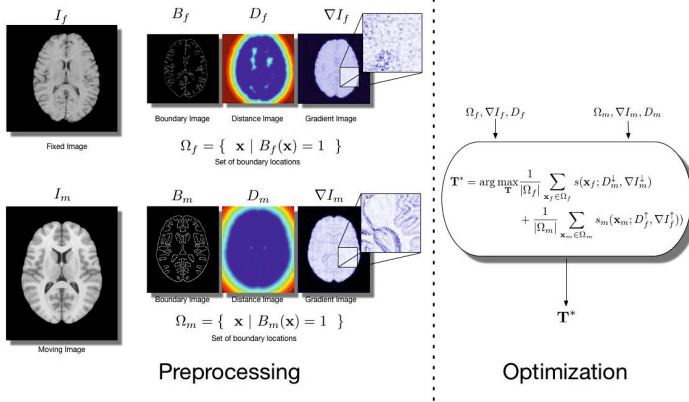 I_f B_f D_f ∇I_f
Fixed Image
Boundary Image Distance Image Gradient Image
Ω_f = { x | B_f(x) = 1 }
Set of boundary locations
I_m B_m D_m ∇I_m
Boundary Image Distance Image Gradient Image
Ω_m = { x | B_m(x) = 1 }
Set of boundary locations
Moving Image
Preprocessing
Ω_f, ∇I_f, D_f Ω_m, ∇I_m, D_m
T* = arg max_T 1/|Ω_f| ∑_{x_f∈Ω_f} s(x_f; D_m^↓, ∇I_m^↓)
+ 1/|Ω_m| ∑_{x_m∈Ω_m} s_m(x_m; D_f^↑, ∇I_f^↑))
T*
Optimization